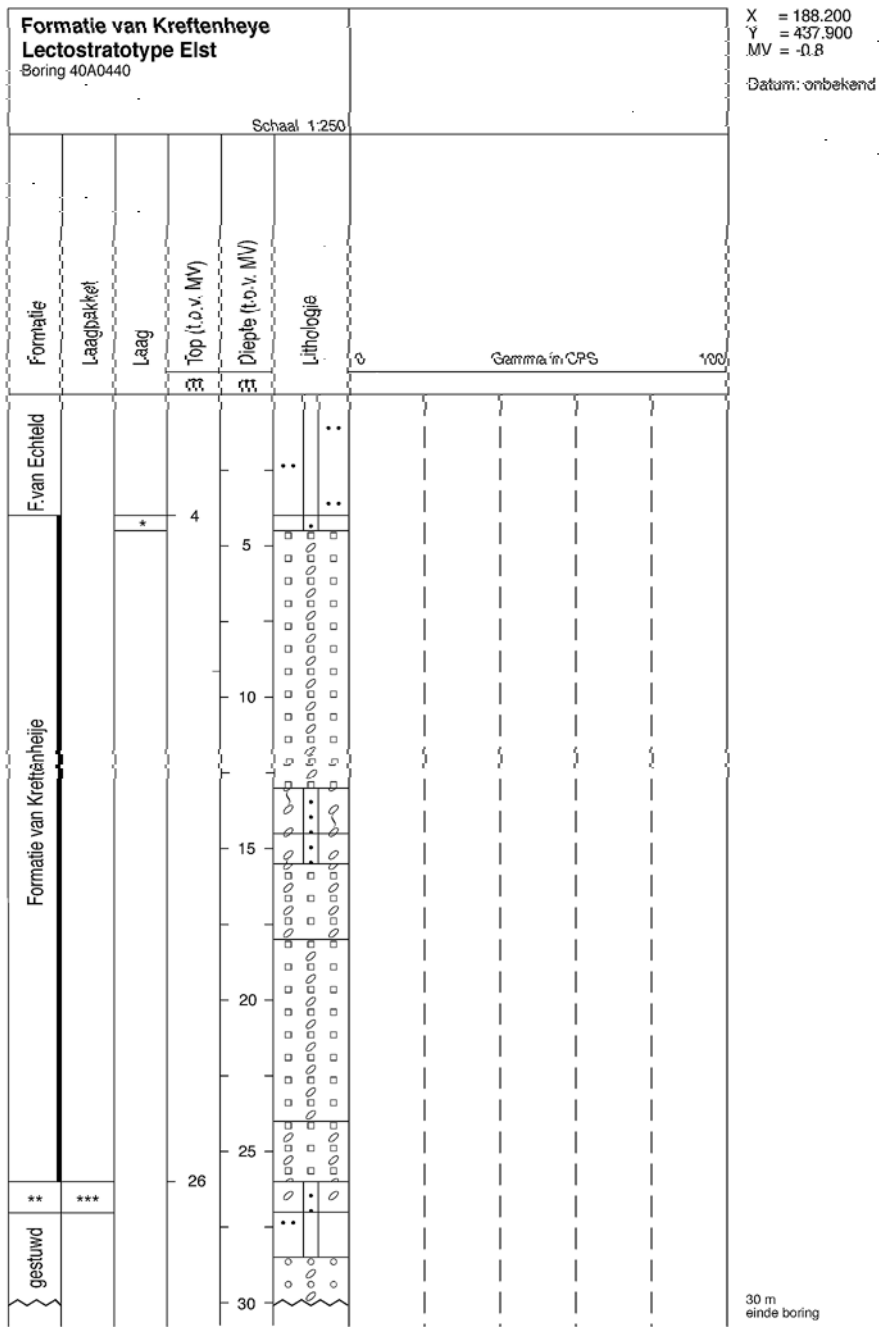 Formatie van Kreftenheye
Lectostratotype Elst
Boring 40A0440
Schaal 1:250
X = 188.200
Y = 437.900
MV = -0.8
Datum: onbekend
Formatie
Laagpakket
Laag
Top (t.o.v. MV)
Diepte (t.o.v. MV)
Lithologie
m
m
0 Gamma in CPS 100
F.van Echteld
4
*
5
10
Formatie van Kreftenheije
15
20
25
26
** ***
gestuwd
30
30 m
einde boring